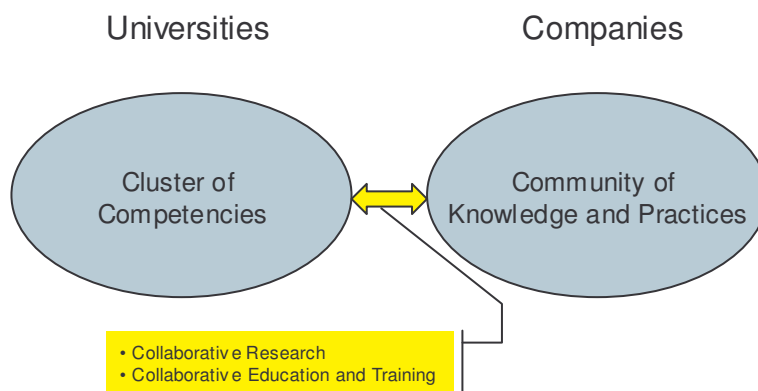 Universities
Companies
Cluster of
Competencies
Community of
Knowledge and Practices
• Collaborative Research
• Collaborative Education and Training